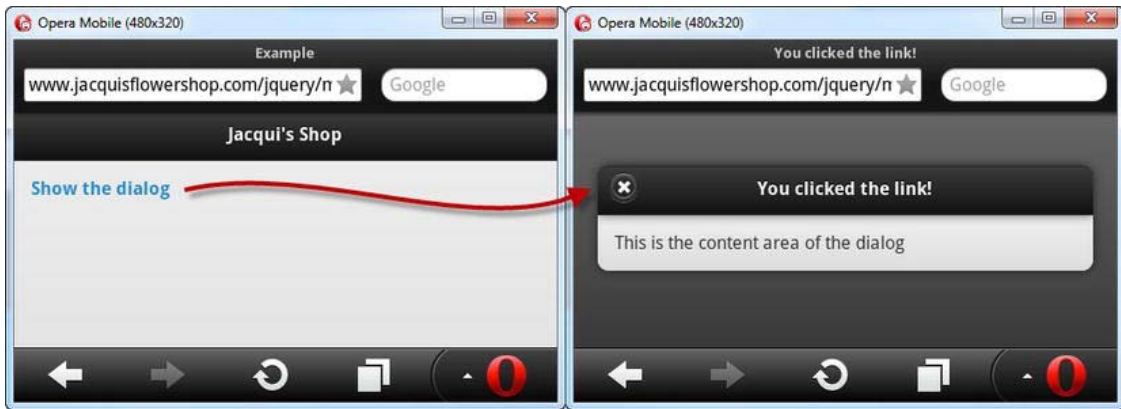 Opera Mobile (480x320)
Example
www.jacquisflowershop.com/jquery/n
Google
Jacqui's Shop
Show the dialog
Opera Mobile (480x320)
You clicked the link!
www.jacquisflowershop.com/jquery/n
Google
You clicked the link!
This is the content area of the dialog